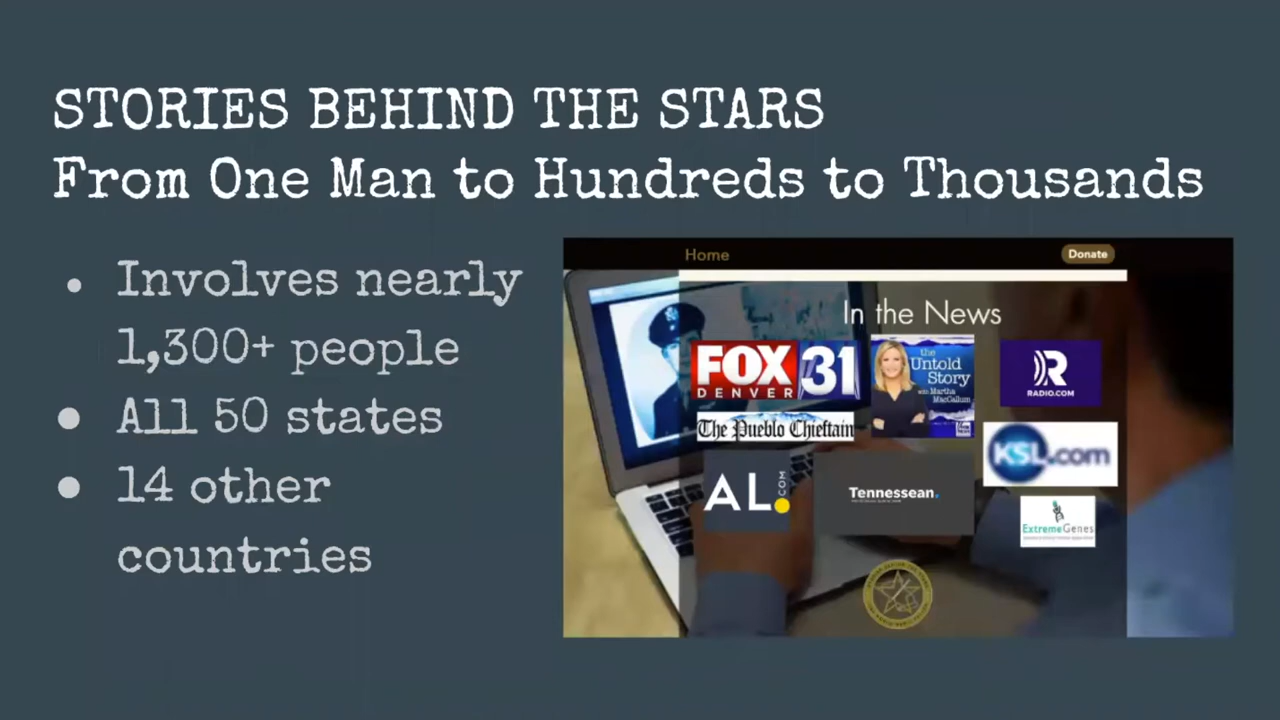 STORIES BEHIND THE STARS
From One Man to Hundreds to Thousands
Involves nearly
1,300+ people
All 50 states
14 other
countries
Home
Donate
In the News
FOX 31
DENVER
the
Untold
Story
with Martha
MacCallum
RADIO.COM
The Pueblo Chieftain
KSL.com
AL.COM
Tennessean.
ExtremeGenes